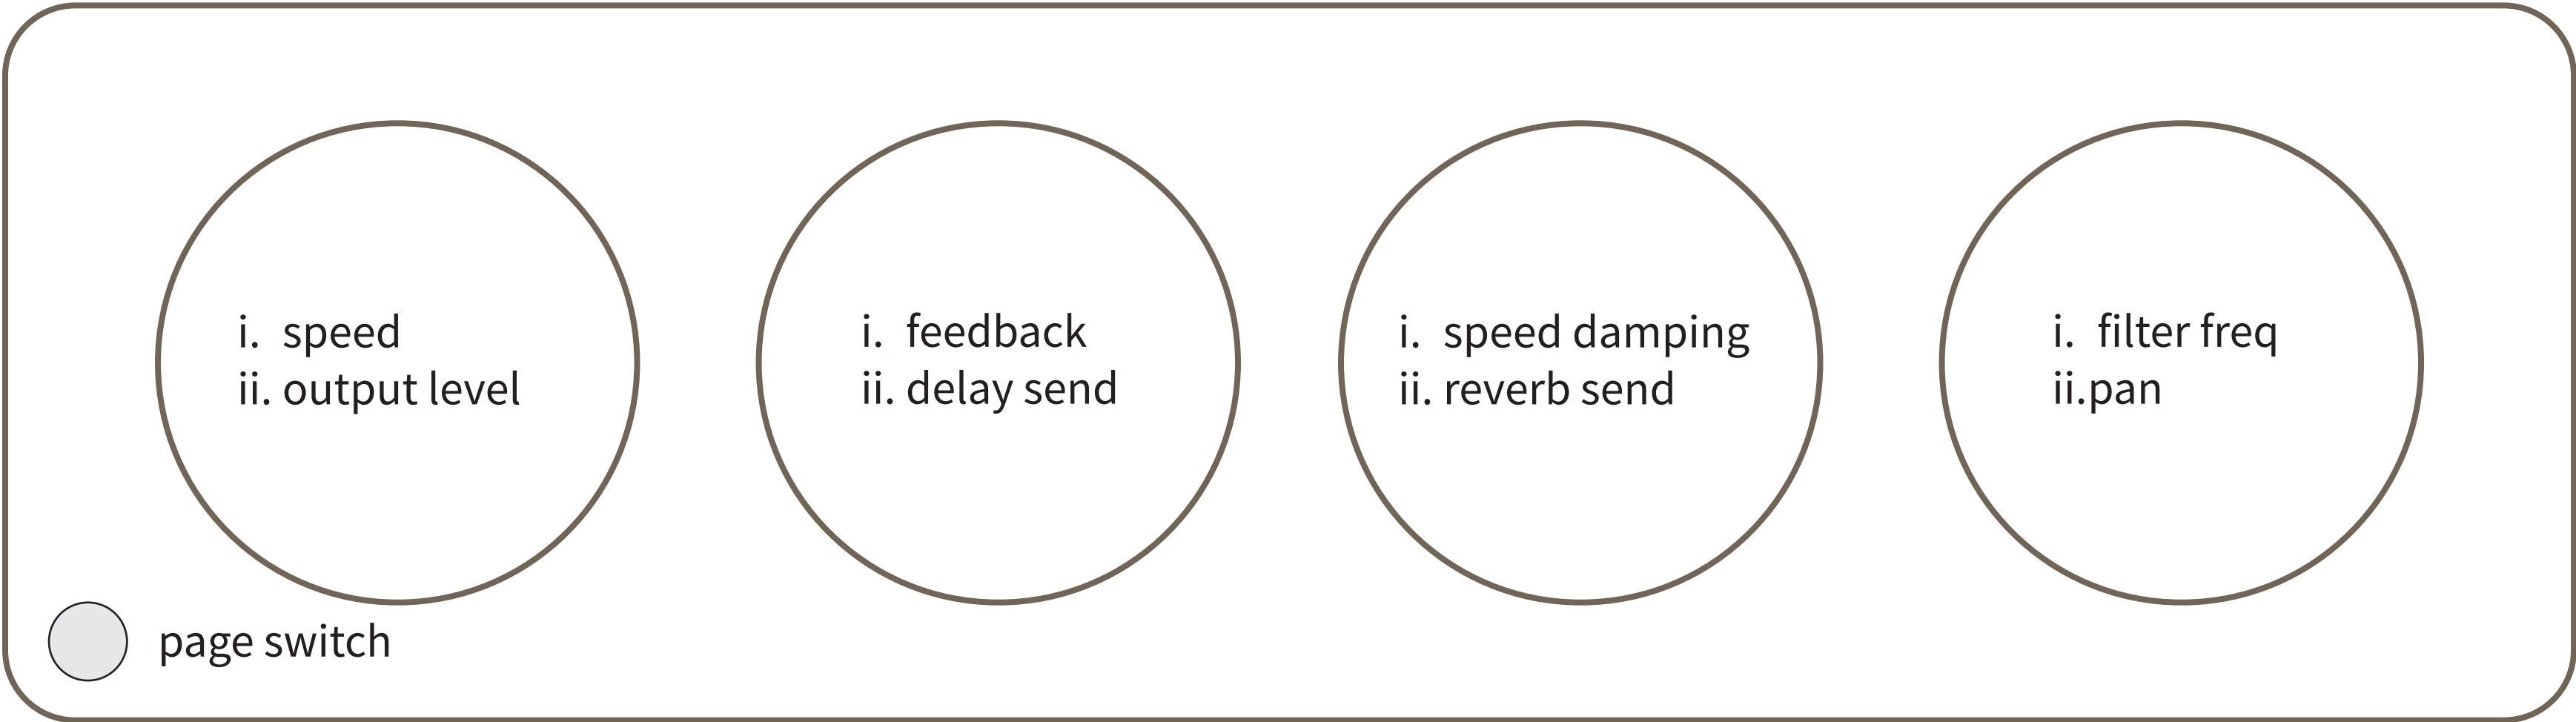 i. speed
ii. output level
i. feedback
ii. delay send
i. speed damping
ii. reverb send
i. filter freq
ii.pan
page switch